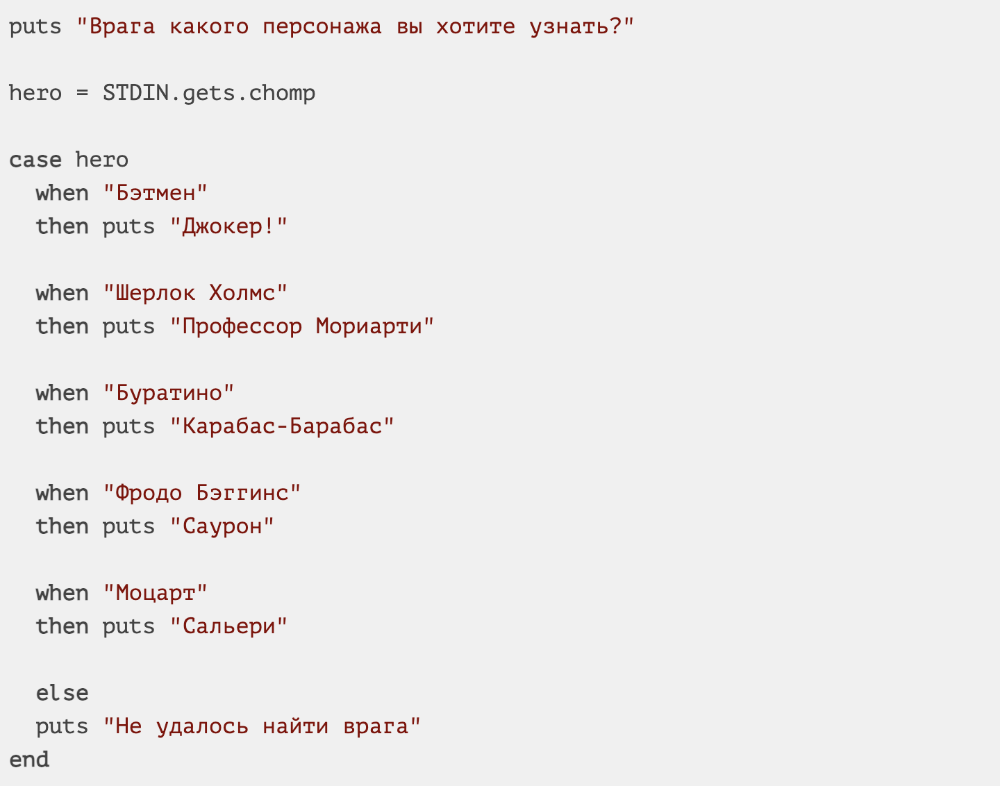 puts "Врага какого персонажа вы хотите узнать?"
hero = STDIN.gets.chomp
case hero
  when "Бэтмен"
  then puts "Джокер!"
  when "Шерлок Холмс"
  then puts "Профессор Мориарти"
  when "Буратино"
  then puts "Карабас-Барабас"
  when "Фродо Бэггинс"
  then puts "Саурон"
  when "Моцарт"
  then puts "Сальери"
  else
  puts "Не удалось найти врага"
end